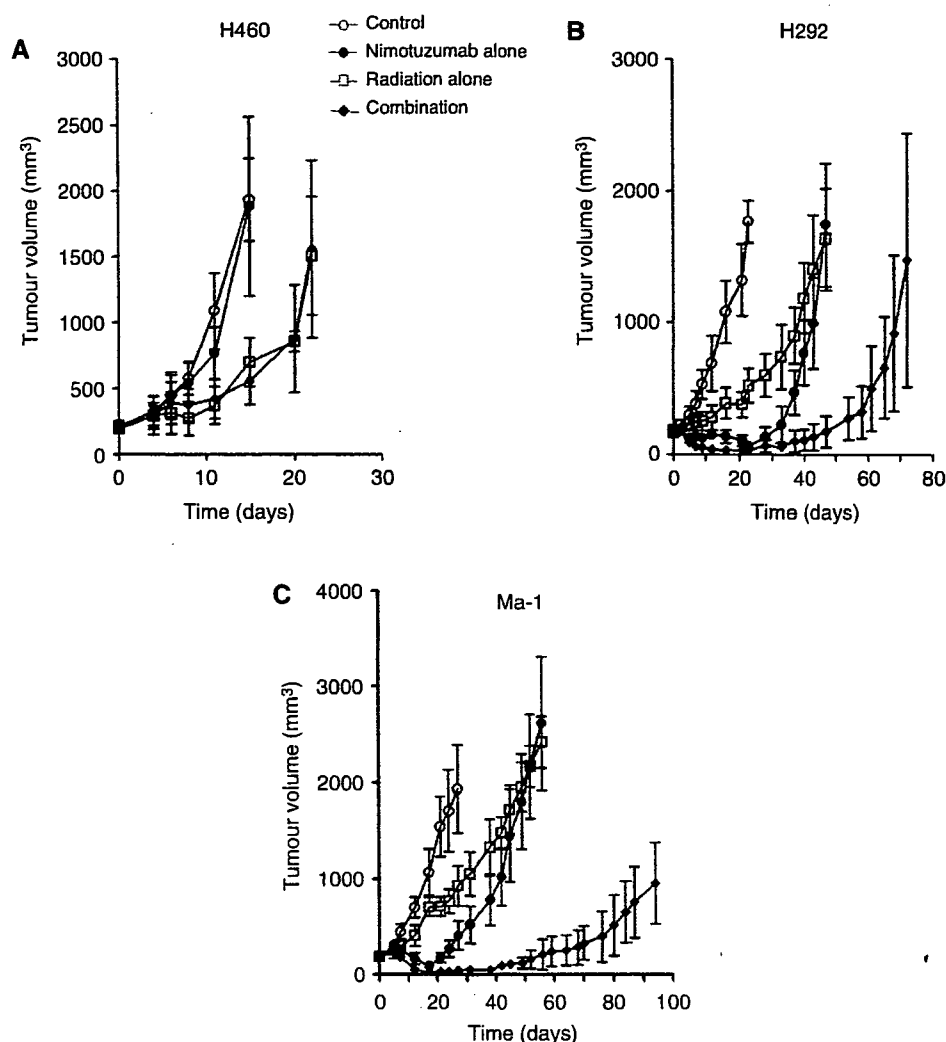 A
H460
Control
Nimotuzumab alone
Radiation alone
Combination
3000
2500
2000
1500
1000
500
0
Tumour volume (mm³)
0 10 20 30
Time (days)
B
H292
3000
2000
1000
0
Tumour volume (mm³)
0 20 40 60 80
Time (days)
C
Ma-1
4000
3000
2000
1000
0
Tumour volume (mm³)
0 20 40 60 80 100
Time (days)